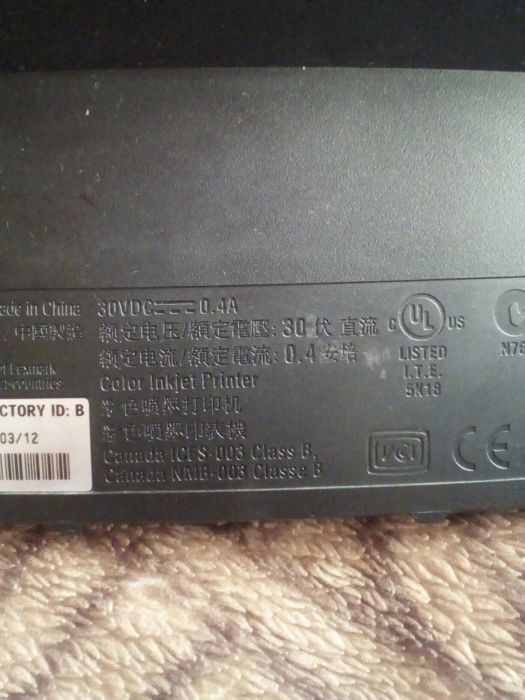 ade in China 30VDC 0.4A
/ 中國製造 额定电压/額定電壓: 30 伏 直流
额定电流/額定電流: 0.4 安培
C UL US
LISTED
I.T.E.
5K18
N76
or Lexmark
countries. Color Inkjet Printer
CTORY ID: B
彩色喷墨打印机
03/12
彩色噴墨印表機
Canada ICES-003 Class B,
Canada NMB-003 Classe B
VCI
CE